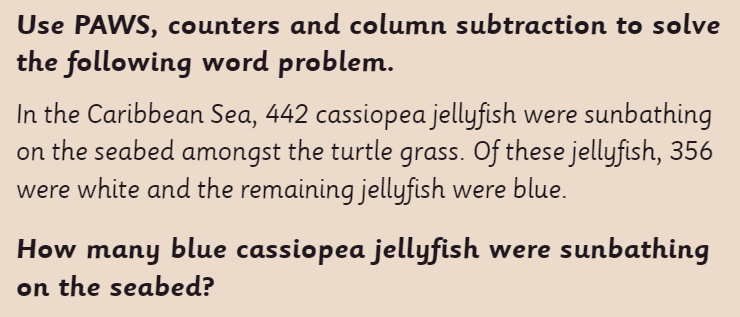 Use PAWS, counters and column subtraction to solve
the following word problem.
In the Caribbean Sea, 442 cassiopea jellyfish were sunbathing
on the seabed amongst the turtle grass. Of these jellyfish, 356
were white and the remaining jellyfish were blue.
How many blue cassiopea jellyfish were sunbathing
on the seabed?